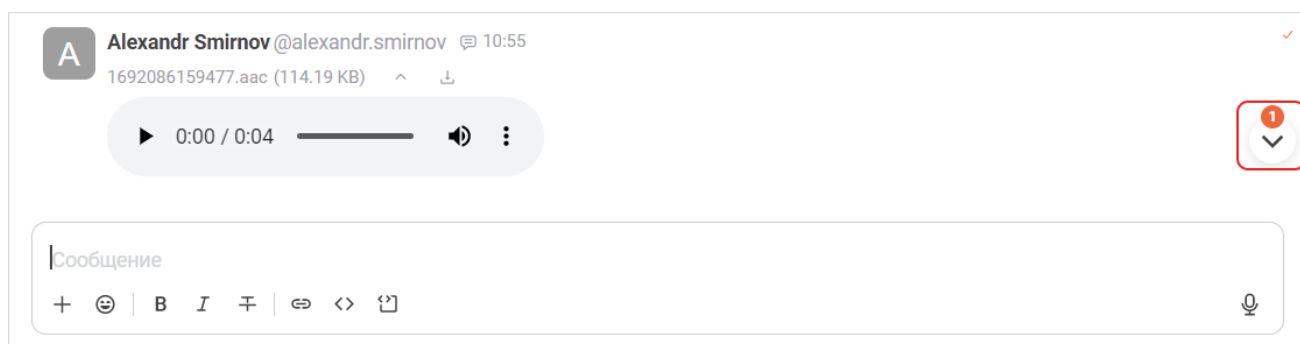 A
Alexandr Smirnov @alexandr.smirnov 10:55
1692086159477.aac (114.19 KB)
0:00 / 0:04
1
Сообщение
B I T